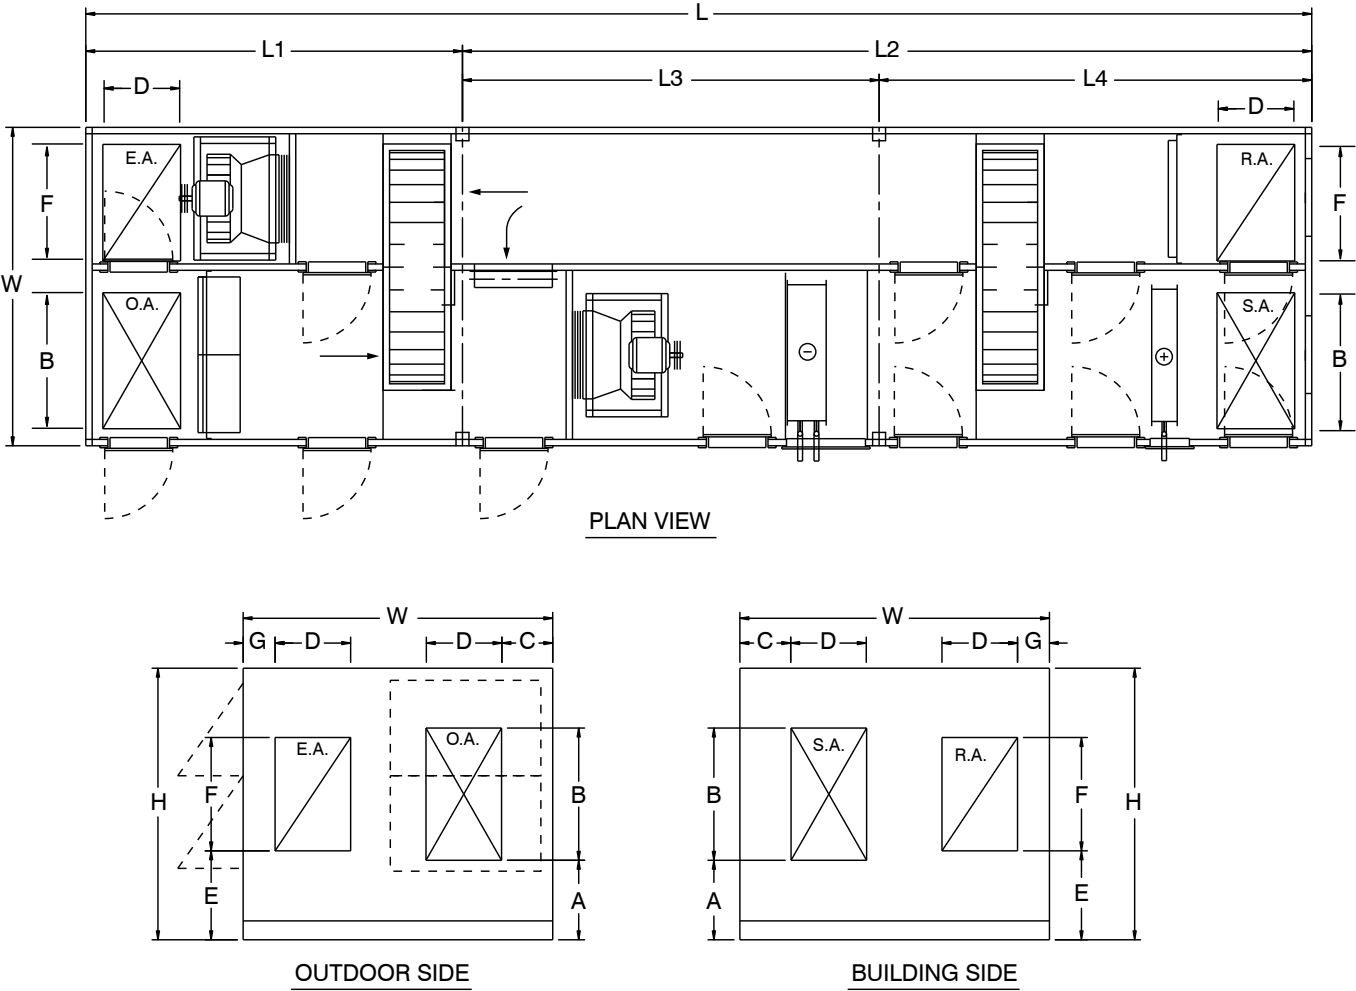 L
L1 L2
L3 L4
D D
E.A. R.A.
F F
W
O.A. S.A.
B B
− +
PLAN VIEW
W W
G D D C C D D G
E.A. O.A. S.A. R.A.
H F B B F H
E A A E
OUTDOOR SIDE BUILDING SIDE